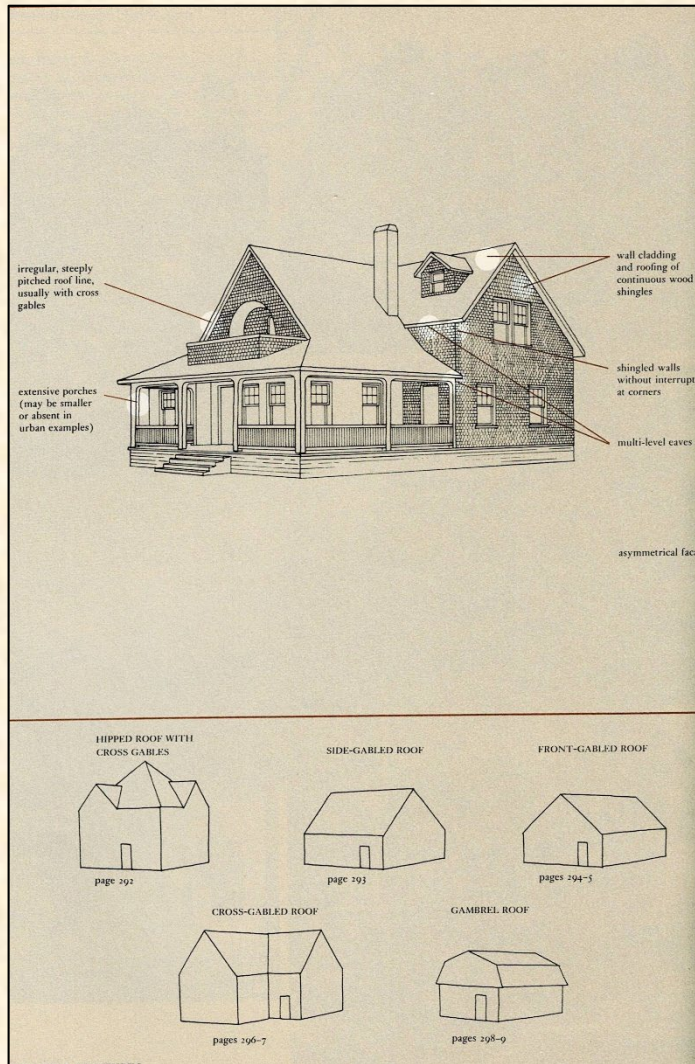 irregular, steeply
pitched roof line,
usually with cross
gables
extensive porches
(may be smaller
or absent in
urban examples)
wall cladding
and roofing of
continuous wood
shingles
shingled walls
without interrupt
at corners
multi-level eaves
asymmetrical faca
HIPPED ROOF WITH
CROSS GABLES
page 292
SIDE-GABLED ROOF
page 293
FRONT-GABLED ROOF
pages 294–5
CROSS-GABLED ROOF
pages 296–7
GAMBREL ROOF
pages 298–9